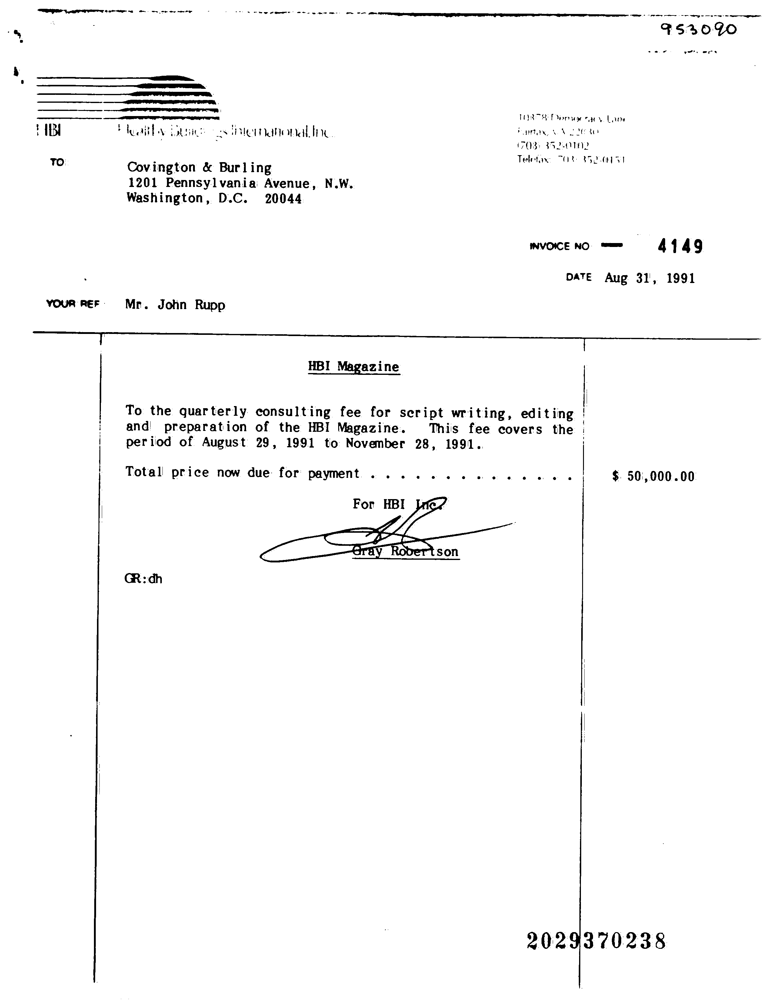 953090
HBI Healthy Buildings International, Inc.
10378 Democracy Lane
Fairfax, VA 22030
(703) 352-0102
Telefax: 703 352-0151
TO
Covington & Burling
1201 Pennsylvania Avenue, N.W.
Washington, D.C. 20044
INVOICE NO — 4149
DATE Aug 31, 1991
YOUR REF Mr. John Rupp
HBI Magazine
To the quarterly consulting fee for script writing, editing
and preparation of the HBI Magazine. This fee covers the
period of August 29, 1991 to November 28, 1991.
Total price now due for payment . . . . . . . . . . . . . . . $ 50,000.00
For HBI Inc.
Gray Robertson
GR:dh
2029370238